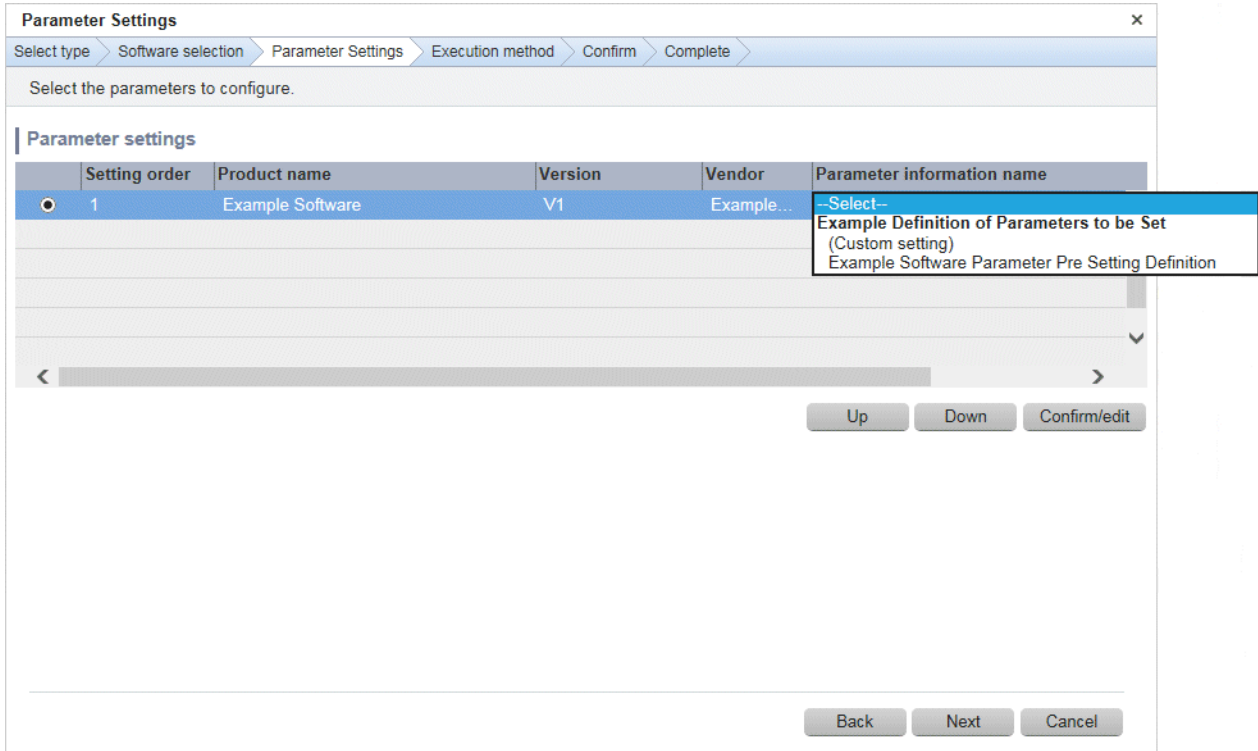 Parameter Settings ×
Select type Software selection Parameter Settings Execution method Confirm Complete
Select the parameters to configure.
Parameter settings
Setting order Product name Version Vendor Parameter information name
1 Example Software V1 Example... --Select--
Example Definition of Parameters to be Set
(Custom setting)
Example Software Parameter Pre Setting Definition
Up Down Confirm/edit
Back Next Cancel